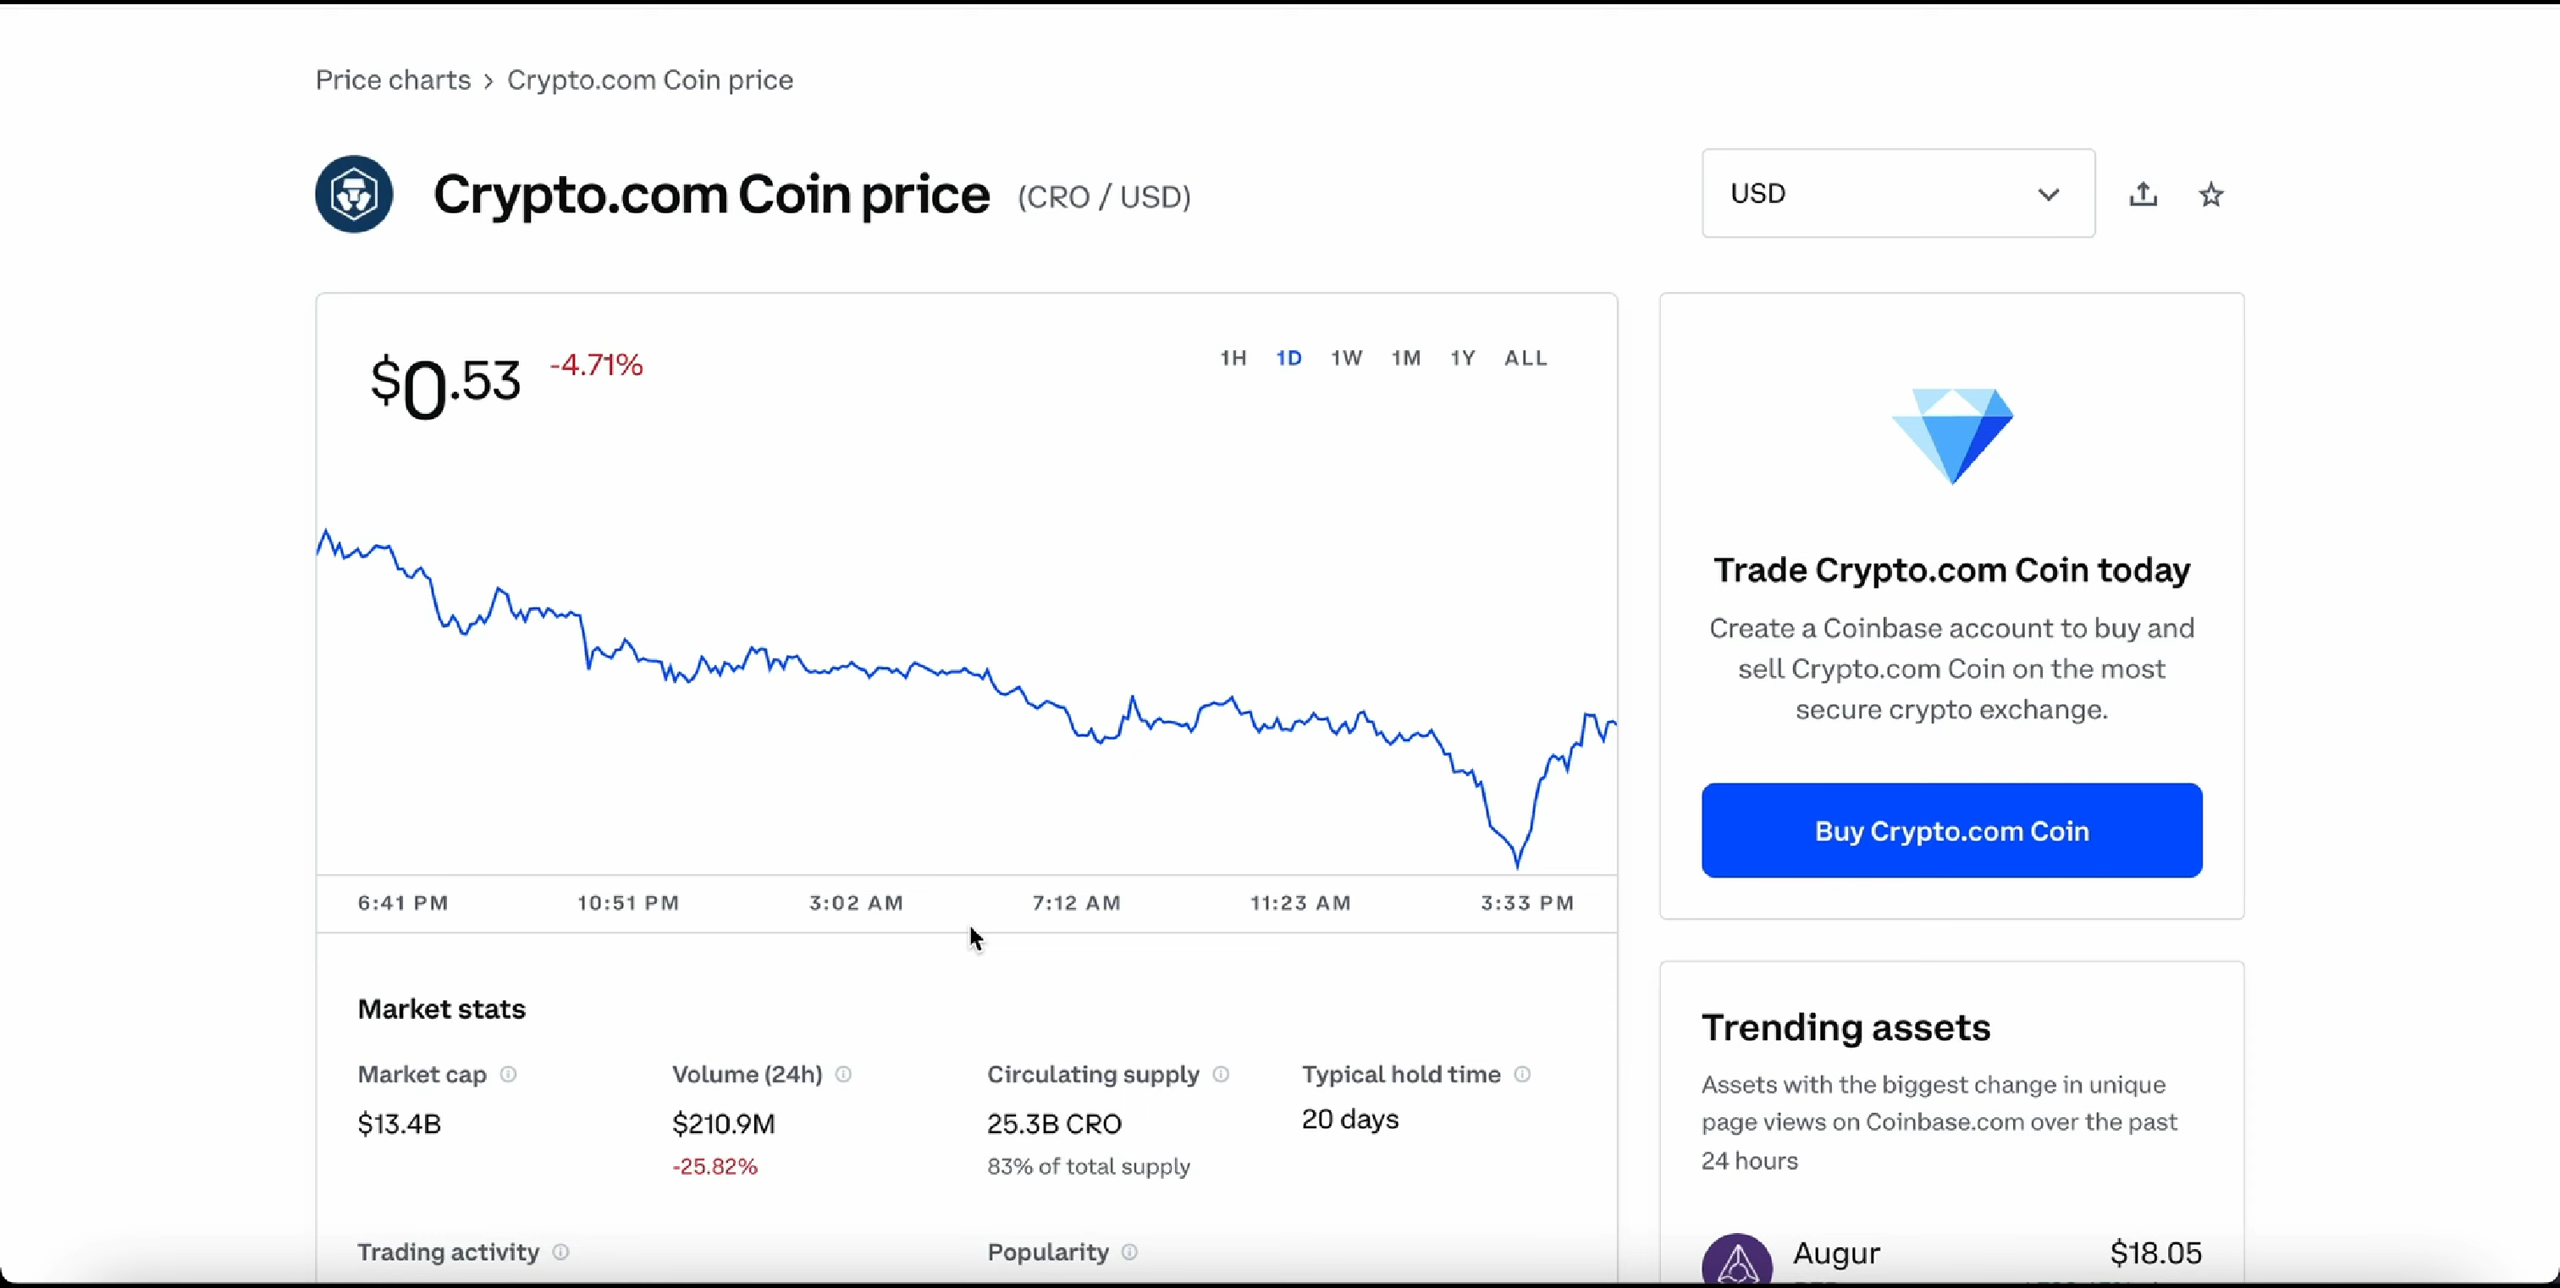 Price charts > Crypto.com Coin price
Crypto.com Coin price (CRO / USD)
USD
$0.53 -4.71%
1H 1D 1W 1M 1Y ALL
6:41 PM 10:51 PM 3:02 AM 7:12 AM 11:23 AM 3:33 PM
Market stats
Market cap
$13.4B
Volume (24h)
$210.9M
-25.82%
Circulating supply
25.3B CRO
83% of total supply
Typical hold time
20 days
Trading activity
Popularity
Trade Crypto.com Coin today
Create a Coinbase account to buy and
sell Crypto.com Coin on the most
secure crypto exchange.
Buy Crypto.com Coin
Trending assets
Assets with the biggest change in unique
page views on Coinbase.com over the past
24 hours
Augur $18.05